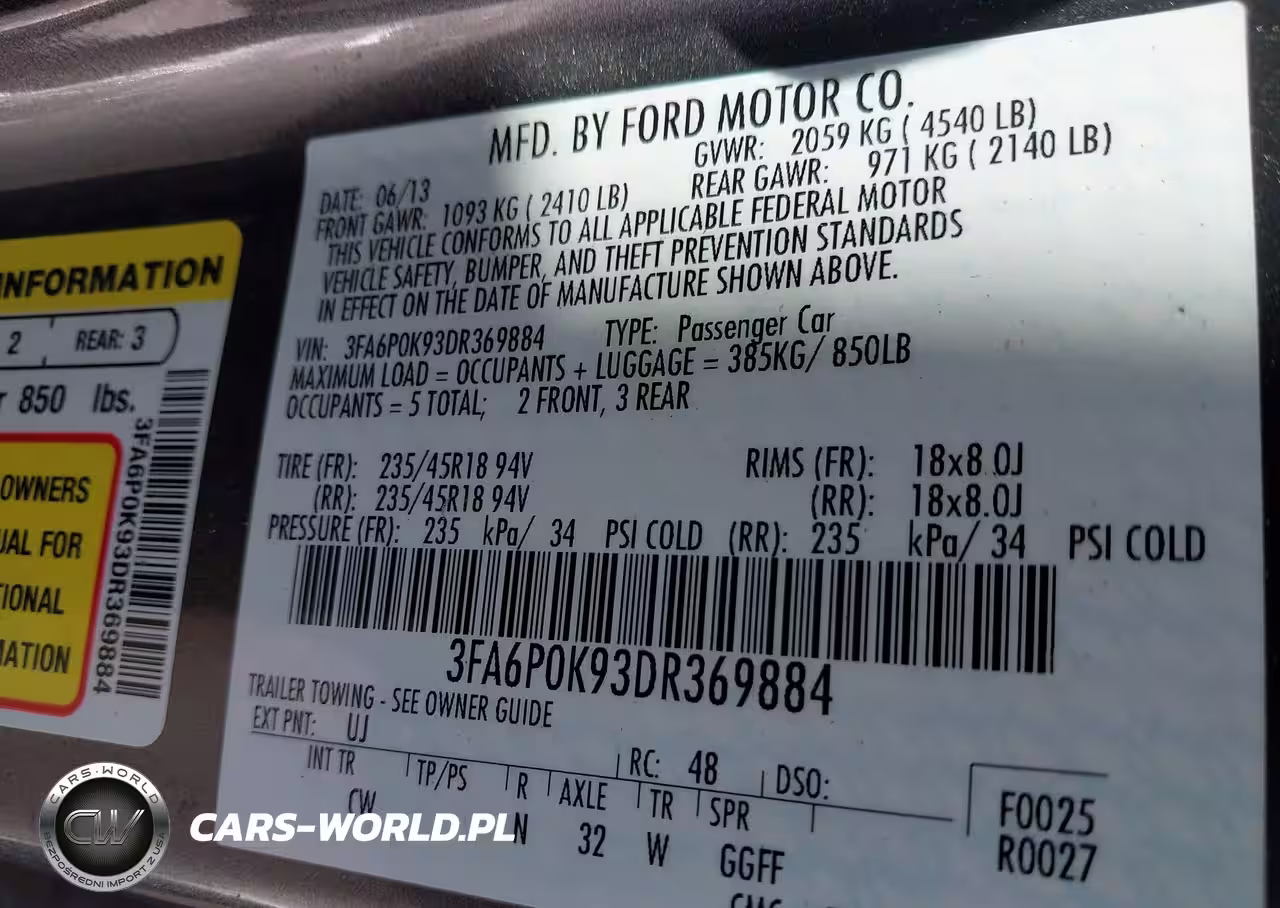 MFD. BY FORD MOTOR CO.
DATE: 06/13
GVWR: 2059 KG ( 4540 LB)
FRONT GAWR: 1093 KG ( 2410 LB)
REAR GAWR: 971 KG ( 2140 LB)
THIS VEHICLE CONFORMS TO ALL APPLICABLE FEDERAL MOTOR
VEHICLE SAFETY, BUMPER, AND THEFT PREVENTION STANDARDS
IN EFFECT ON THE DATE OF MANUFACTURE SHOWN ABOVE.
VIN: 3FA6P0K93DR369884 TYPE: Passenger Car
MAXIMUM LOAD = OCCUPANTS + LUGGAGE = 385KG/ 850LB
OCCUPANTS = 5 TOTAL; 2 FRONT, 3 REAR
TIRE (FR): 235/45R18 94V RIMS (FR): 18x8.0J
(RR): 235/45R18 94V (RR): 18x8.0J
PRESSURE (FR): 235 kPa/ 34 PSI COLD (RR): 235 kPa/ 34 PSI COLD
3FA6P0K93DR369884
TRAILER TOWING - SEE OWNER GUIDE
EXT PNT: UJ RC: 48 DSO:
INT TR TP/PS R AXLE TR SPR
CW N 32 W GGFF
F0025
R0027
INFORMATION
2 REAR: 3
850 lbs.
3FA6P0K93DR369884
OWNERS
UAL FOR
TIONAL
MATION
CARS-WORLD
CW
BEZPOŚREDNI IMPORT Z USA
CARS-WORLD.PL